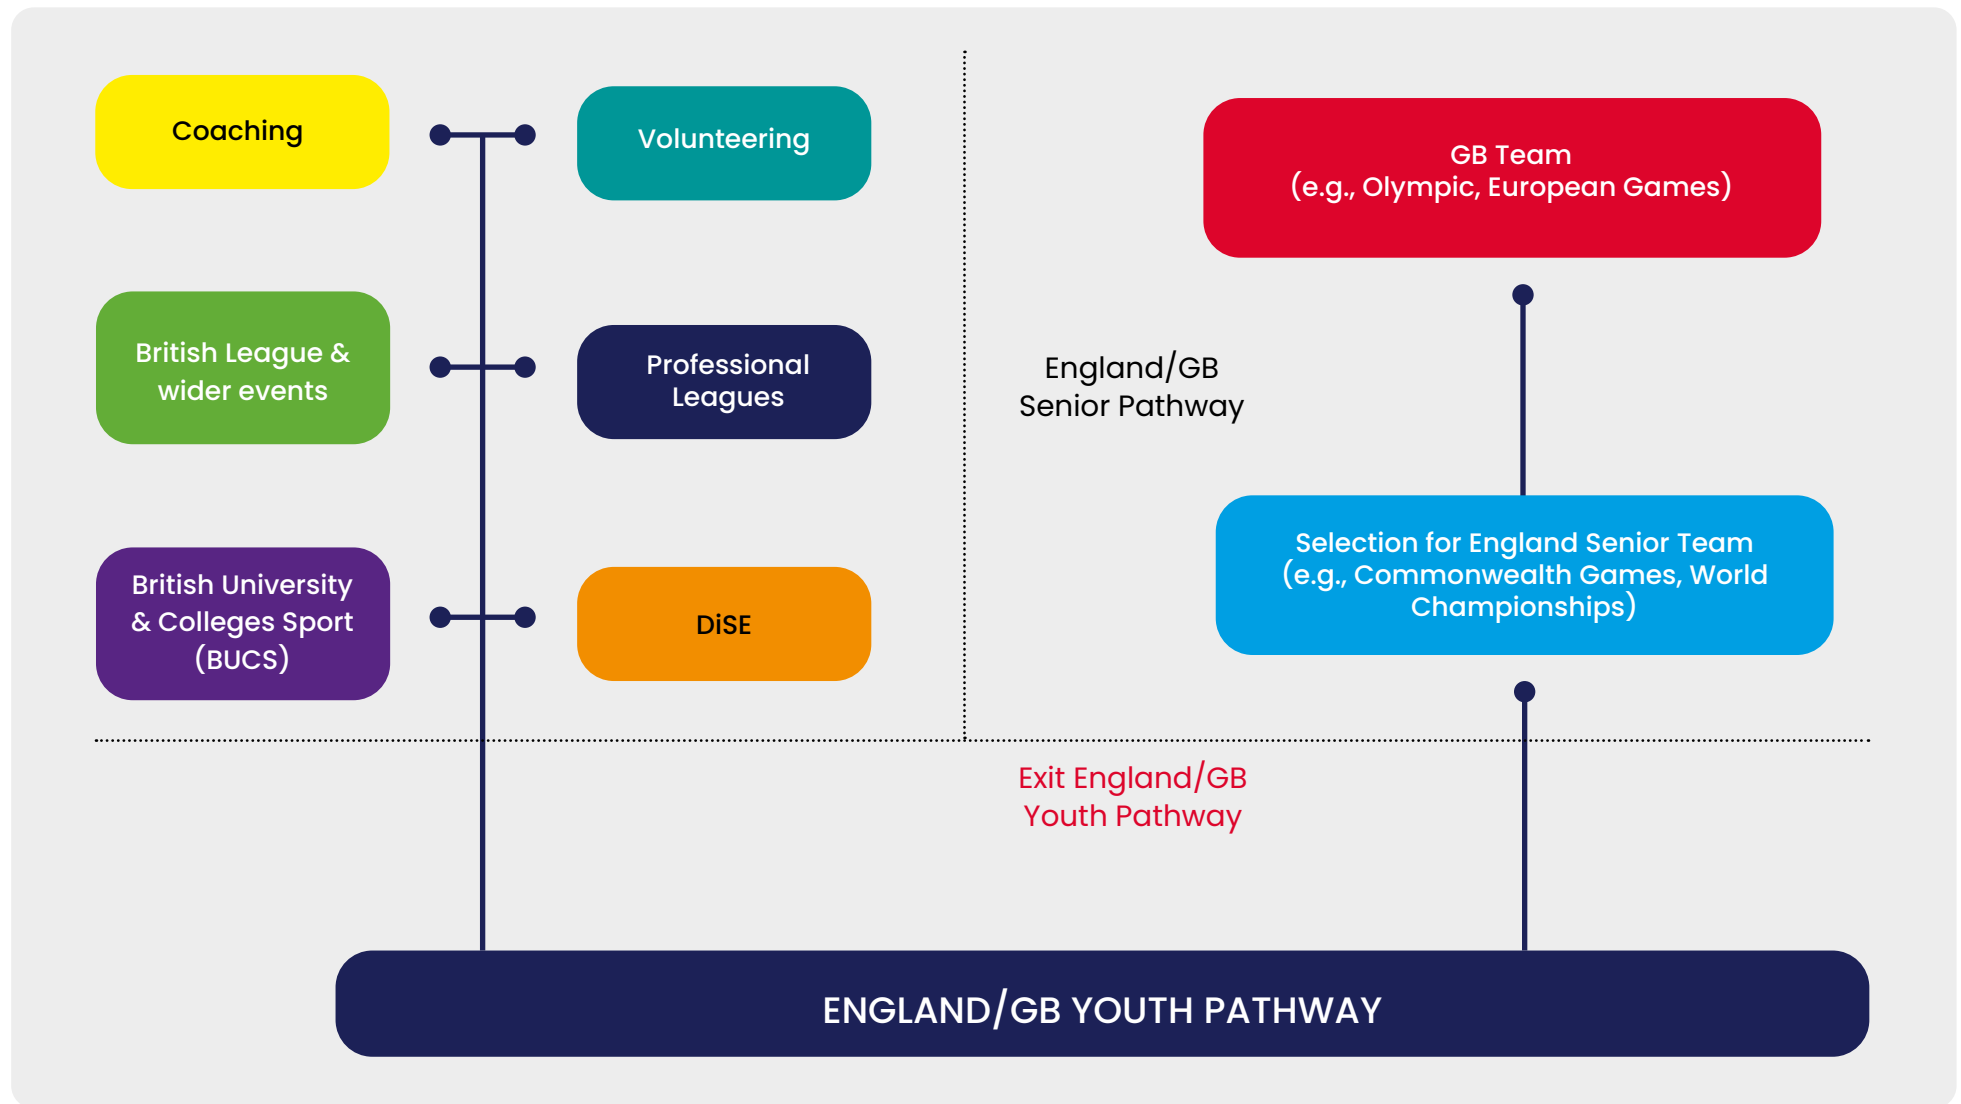 Coaching
Volunteering
GB Team
(e.g., Olympic, European Games)
British League &
wider events
Professional
Leagues
England/GB
Senior Pathway
British University
& Colleges Sport
(BUCS)
DiSE
Selection for England Senior Team
(e.g., Commonwealth Games, World
Championships)
Exit England/GB
Youth Pathway
ENGLAND/GB YOUTH PATHWAY